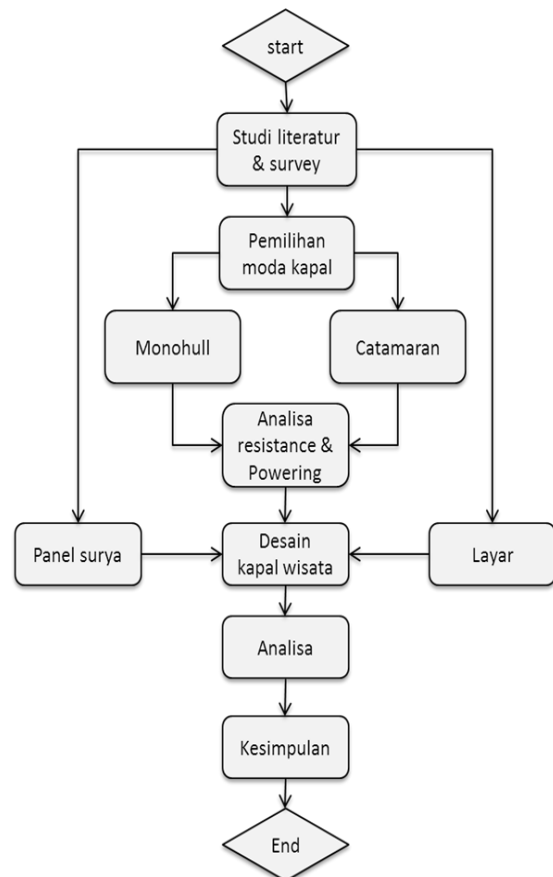 start
Studi literatur
& survey
Pemilihan
moda kapal
Monohull
Catamaran
Analisa
resistance &
Powering
Panel surya
Desain
kapal wisata
Layar
Analisa
Kesimpulan
End